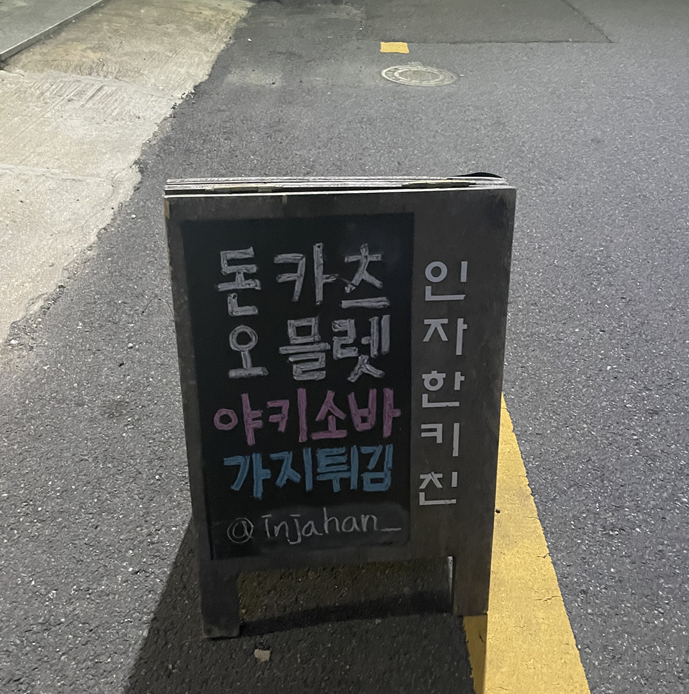 돈카츠
오믈렛
야키소바
가지튀김
@injahan_
인자한키친